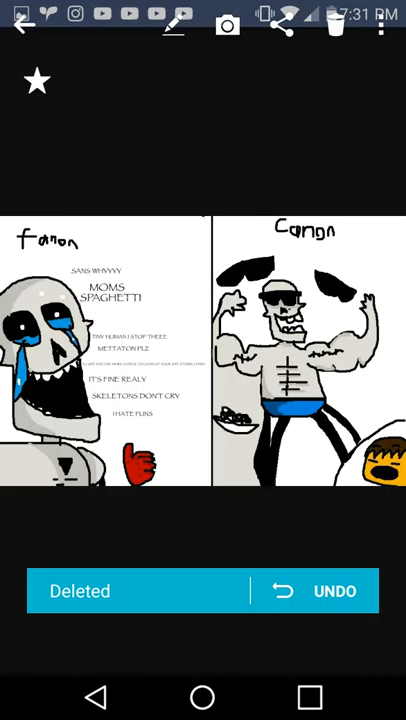 7:31 PM
fanon
canon
SANS WHYYYY
MOMS
SPAGHETTI
TINY HUMAN I STOP THEEE
METTATON PLZ
IT'S FINE REALY
SKELETONS DON'T CRY
I HATE PUNS
Deleted
UNDO